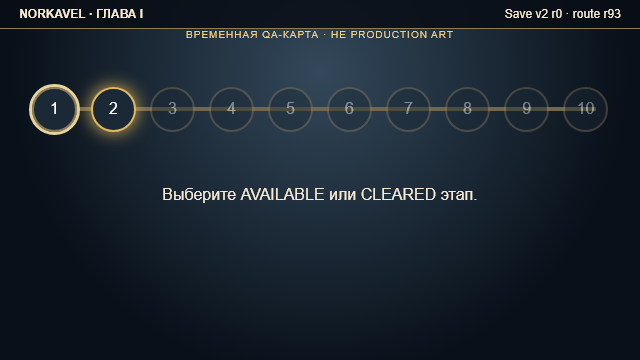 NORKAVEL · ГЛАВА I
Save v2 r0 · route r93
ВРЕМЕННАЯ QA-КАРТА · НЕ PRODUCTION ART
1 2 3 4 5 6 7 8 9 10
Выберите AVAILABLE или CLEARED этап.